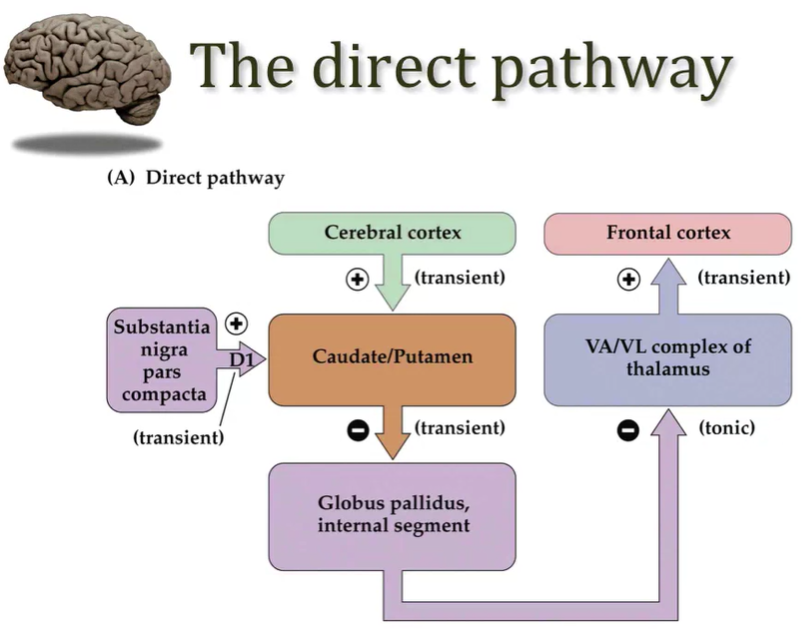 The direct pathway
(A) Direct pathway
Cerebral cortex
Frontal cortex
+ (transient)
+ (transient)
Substantia
nigra
pars
compacta
+
D1
(transient)
Caudate/Putamen
VA/VL complex of
thalamus
− (transient)
− (tonic)
Globus pallidus,
internal segment